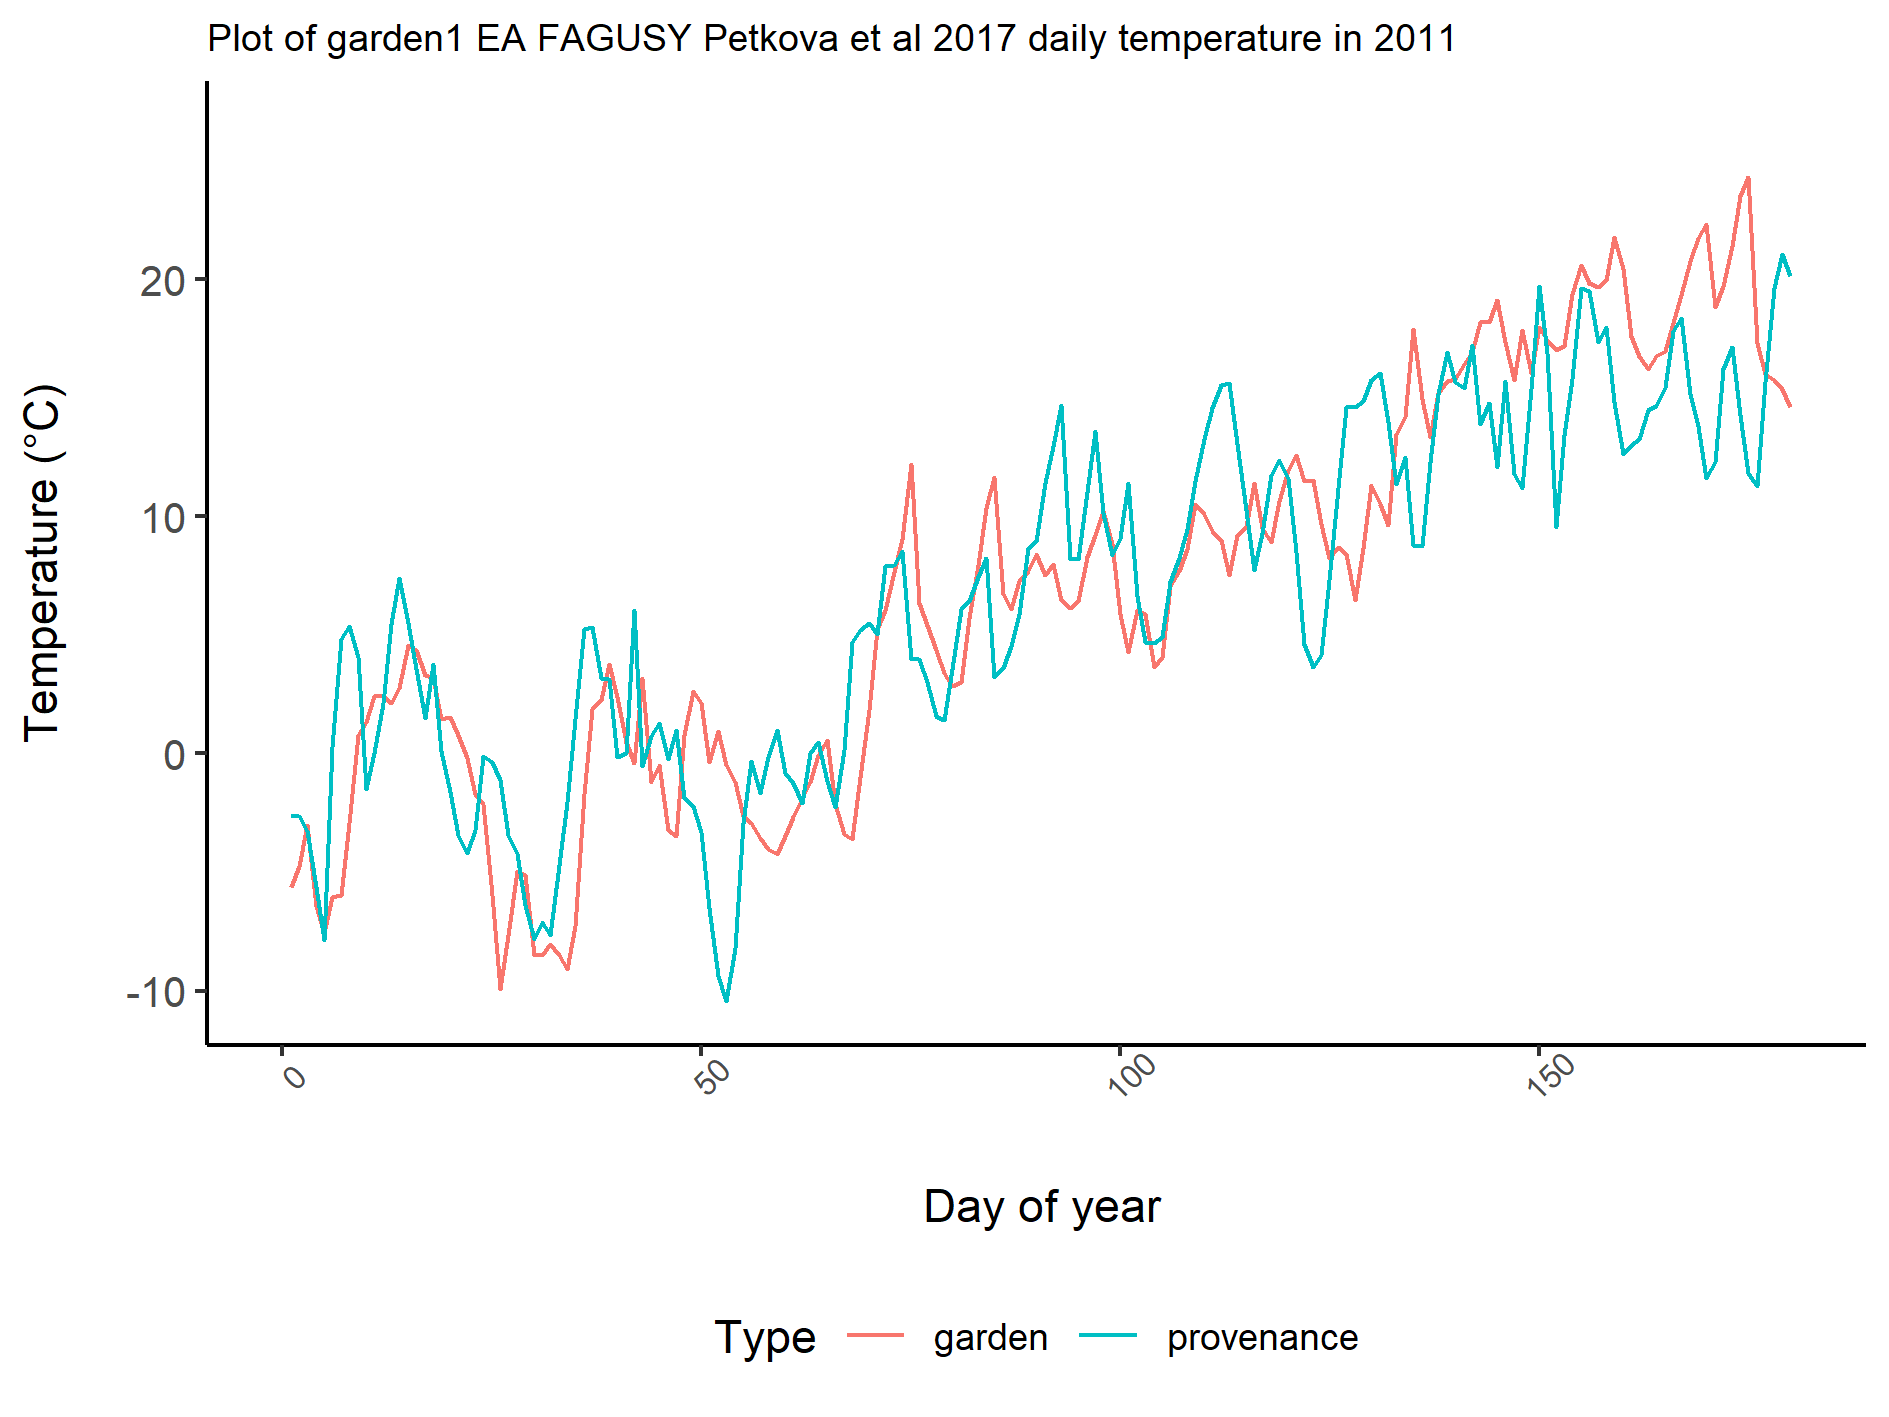 Plot of garden1 EA FAGUSY Petkova et al 2017 daily temperature in 2011
Temperature (°C)
20
10
0
-10
0
50
100
150
Day of year
Type garden provenance